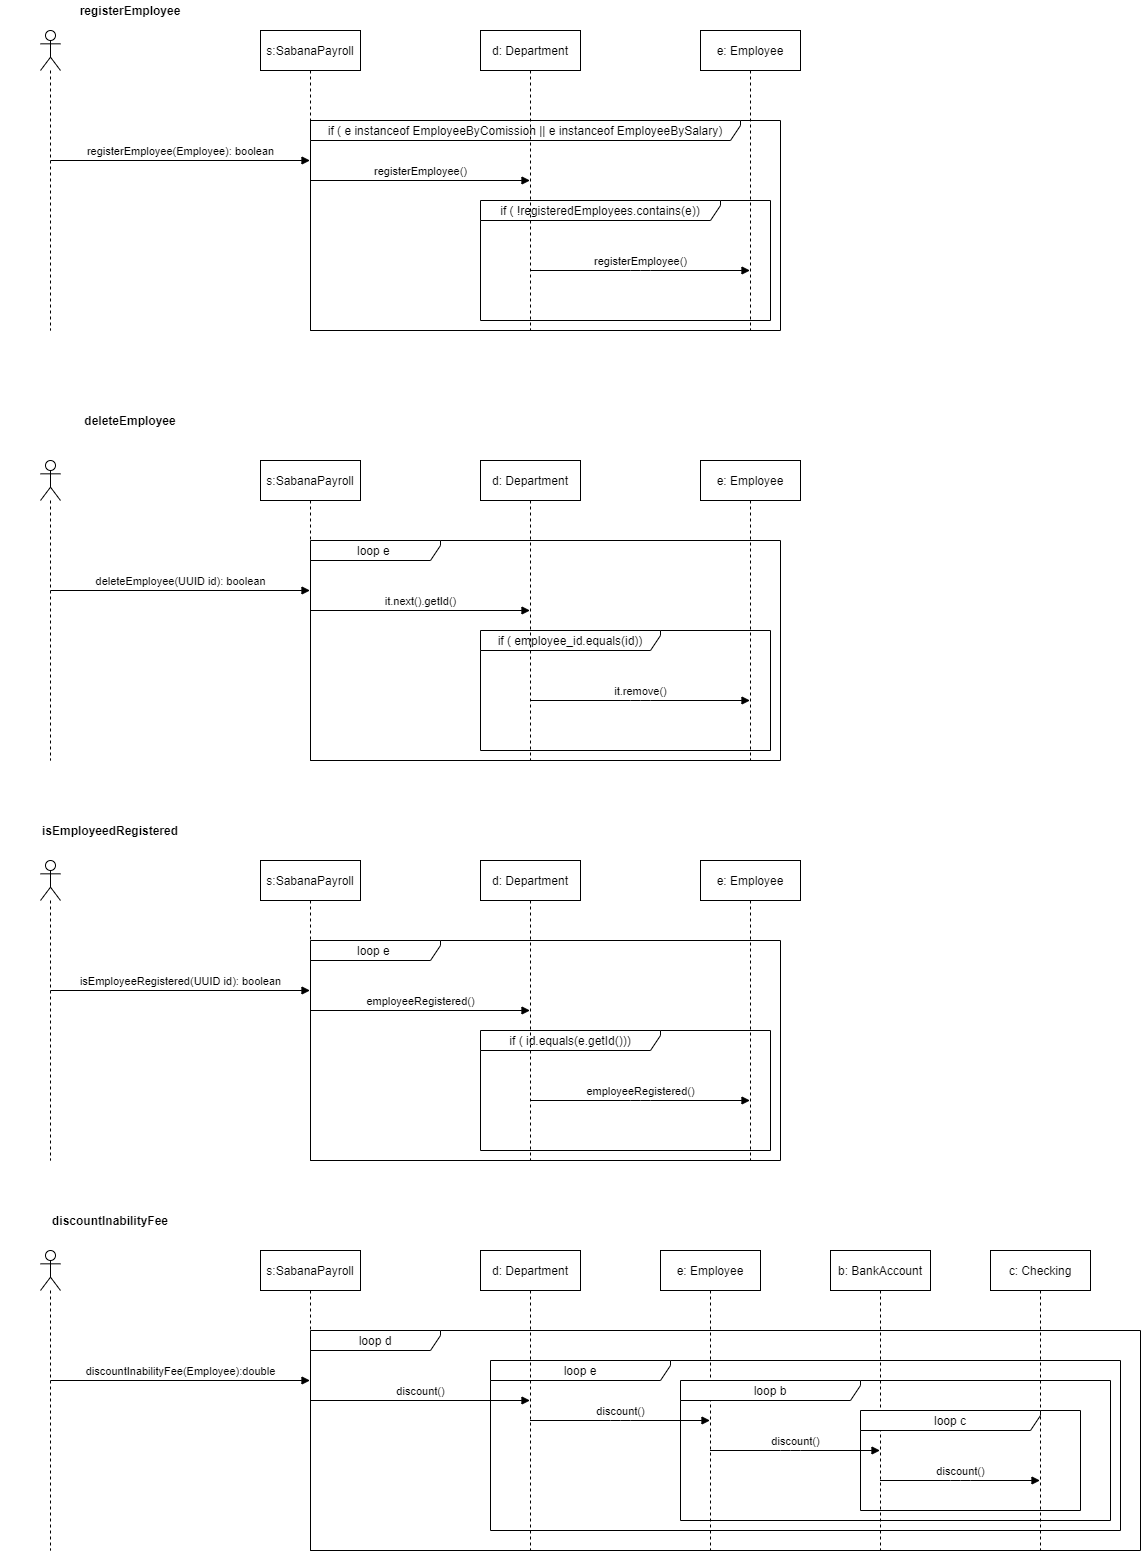 registerEmployee
s:SabanaPayroll
d: Department
e: Employee
if ( e instanceof EmployeeByComission || e instanceof EmployeeBySalary)
registerEmployee(Employee): boolean
registerEmployee()
if ( !registeredEmployees.contains(e))
registerEmployee()
deleteEmployee
s:SabanaPayroll
d: Department
e: Employee
loop e
deleteEmployee(UUID id): boolean
it.next().getId()
if ( employee_id.equals(id))
it.remove()
isEmployeedRegistered
s:SabanaPayroll
d: Department
e: Employee
loop e
isEmployeeRegistered(UUID id): boolean
employeeRegistered()
if ( id.equals(e.getId()))
employeeRegistered()
discountInabilityFee
s:SabanaPayroll
d: Department
e: Employee
b: BankAccount
c: Checking
loop d
discountInabilityFee(Employee):double
loop e
discount()
loop b
discount()
loop c
discount()
discount()